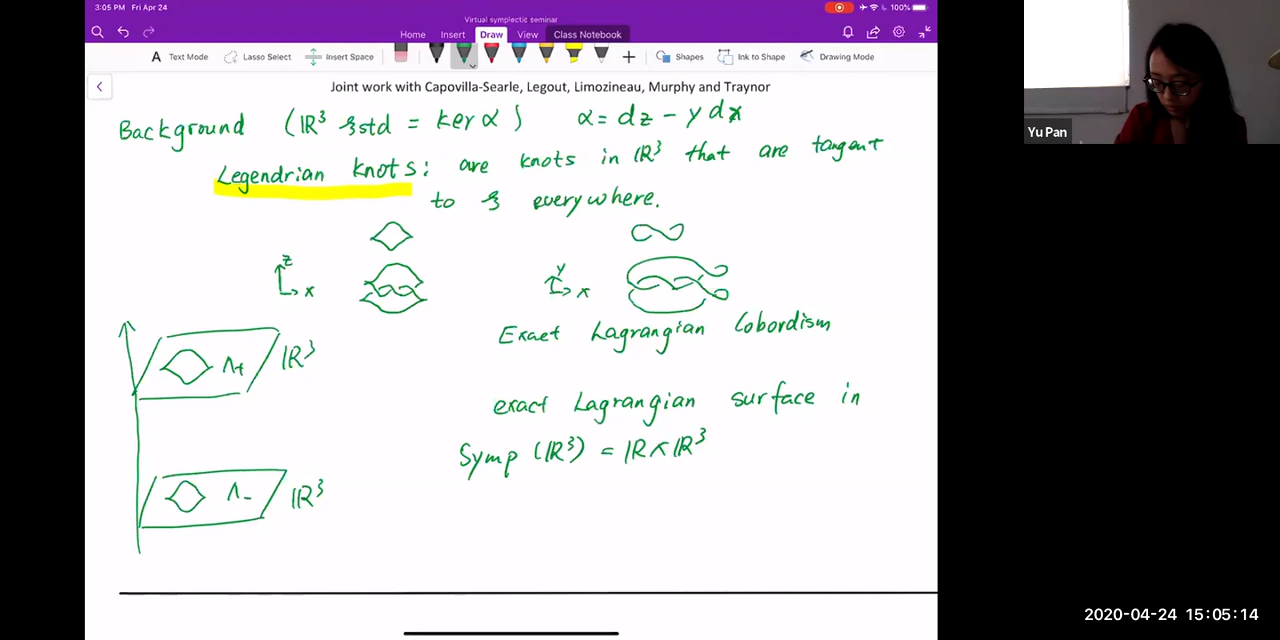 3:05 PM Fri Apr 24
100%
Virtual symplectic seminar
Home Insert Draw View Class Notebook
Text Mode Lasso Select Insert Space Shapes Ink to Shape Drawing Mode
Joint work with Capovilla-Searle, Legout, Limozineau, Murphy and Traynor
Background (ℝ³ ξstd = ker α) α = dz - y dx
Legendrian knots: are knots in ℝ³ that are tangent
to ξ everywhere.
z
x
y
x
Exact Lagrangian Cobordism
Λ+ ℝ³
exact Lagrangian surface in
Symp (ℝ³) = ℝ×ℝ³
Λ- ℝ³
Yu Pan
2020-04-24 15:05:14